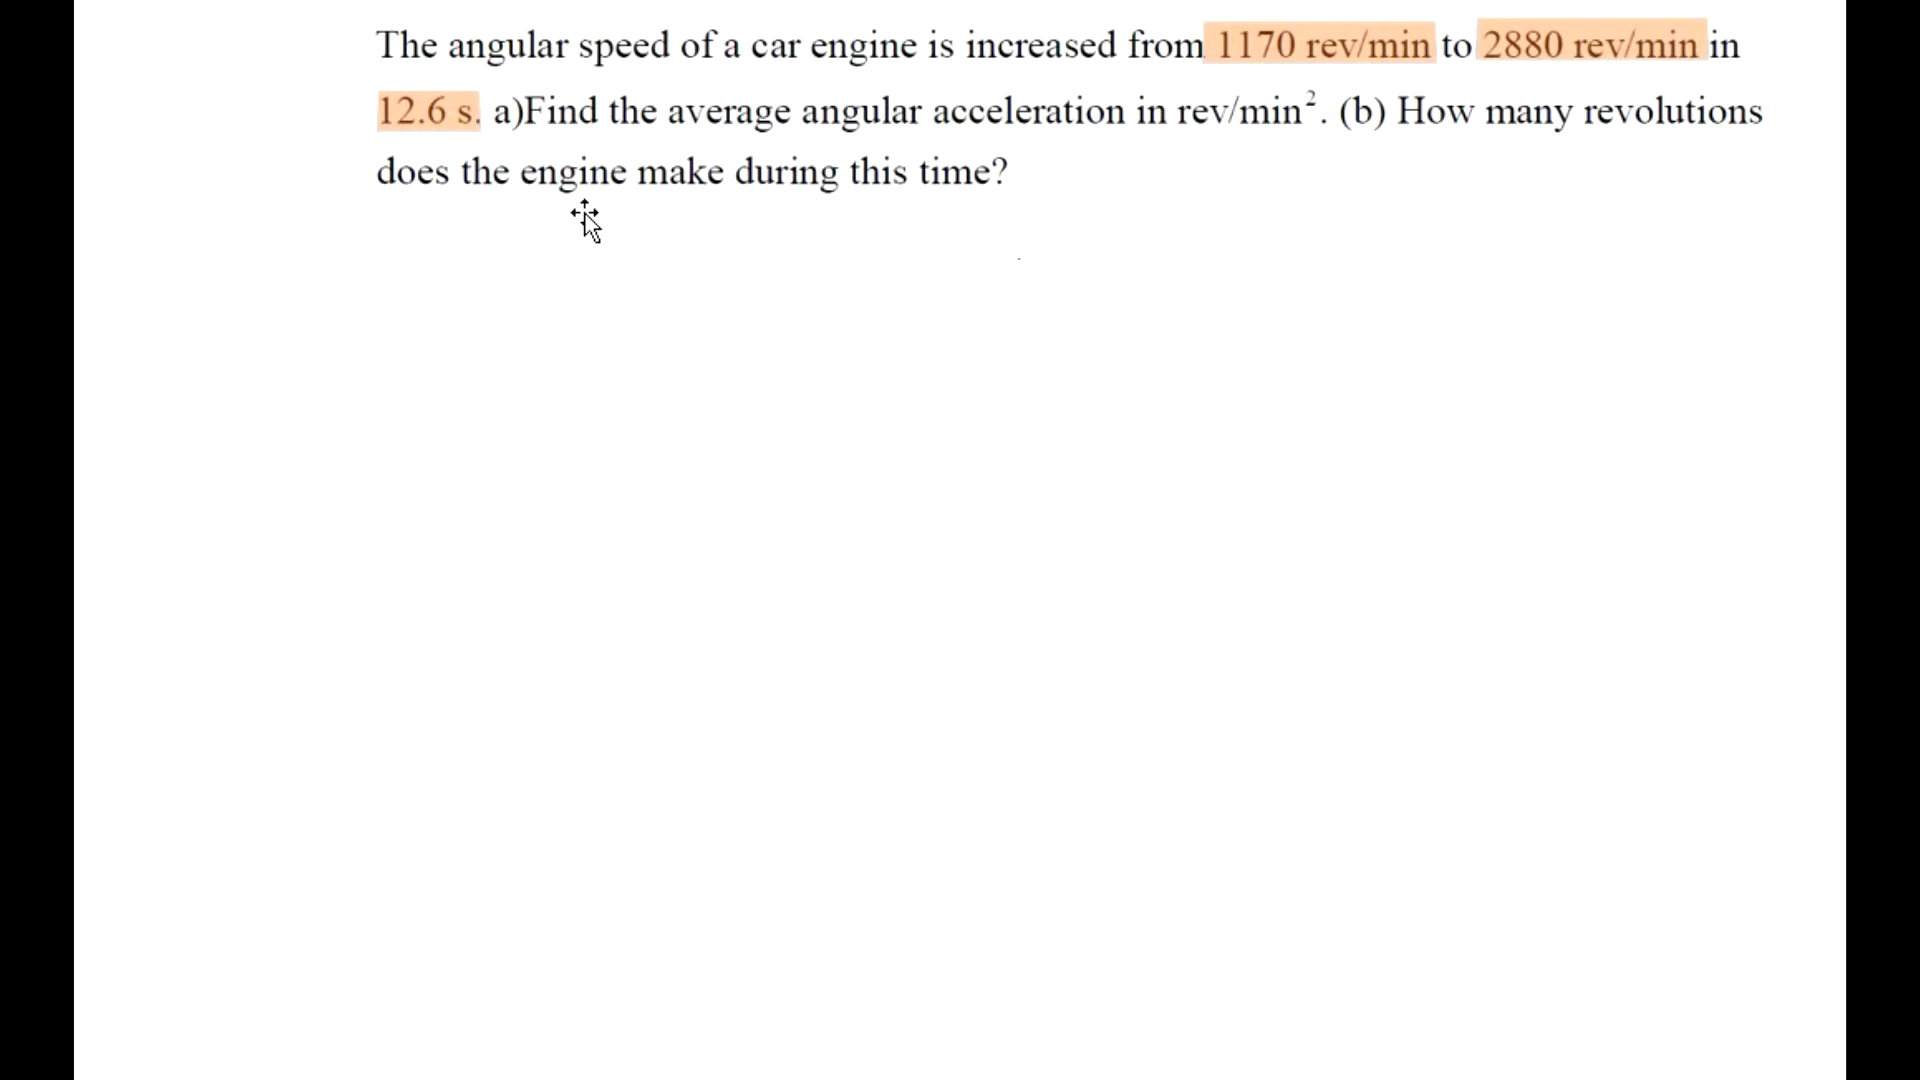 The angular speed of a car engine is increased from 1170 rev/min to 2880 rev/min in
12.6 s. a)Find the average angular acceleration in rev/min². (b) How many revolutions
does the engine make during this time?